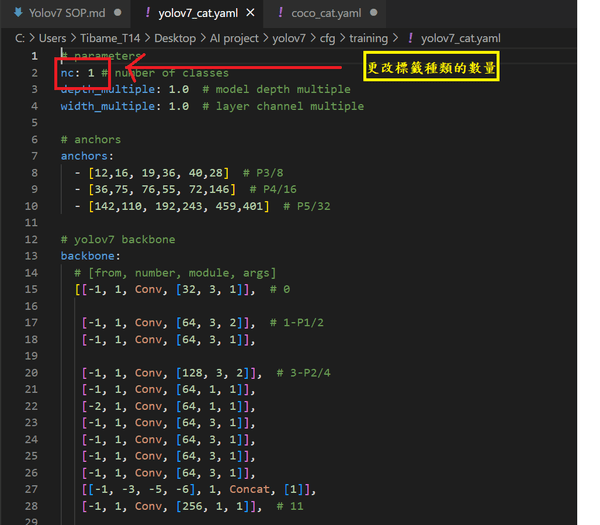 Yolov7 SOP.md
yolov7_cat.yaml
coco_cat.yaml
C: > Users > Tibame_T14 > Desktop > AI project > yolov7 > cfg > training > ! yolov7_cat.yaml
1 # parameters
2 nc: 1 # number of classes
更改標籤種類的數量
3 depth_multiple: 1.0 # model depth multiple
4 width_multiple: 1.0 # layer channel multiple
5
6 # anchors
7 anchors:
8 - [12,16, 19,36, 40,28] # P3/8
9 - [36,75, 76,55, 72,146] # P4/16
10 - [142,110, 192,243, 459,401] # P5/32
11
12 # yolov7 backbone
13 backbone:
14 # [from, number, module, args]
15 [[-1, 1, Conv, [32, 3, 1]], # 0
16
17 [-1, 1, Conv, [64, 3, 2]], # 1-P1/2
18 [-1, 1, Conv, [64, 3, 1]],
19
20 [-1, 1, Conv, [128, 3, 2]], # 3-P2/4
21 [-1, 1, Conv, [64, 1, 1]],
22 [-2, 1, Conv, [64, 1, 1]],
23 [-1, 1, Conv, [64, 3, 1]],
24 [-1, 1, Conv, [64, 3, 1]],
25 [-1, 1, Conv, [64, 3, 1]],
26 [-1, 1, Conv, [64, 3, 1]],
27 [[-1, -3, -5, -6], 1, Concat, [1]],
28 [-1, 1, Conv, [256, 1, 1]], # 11